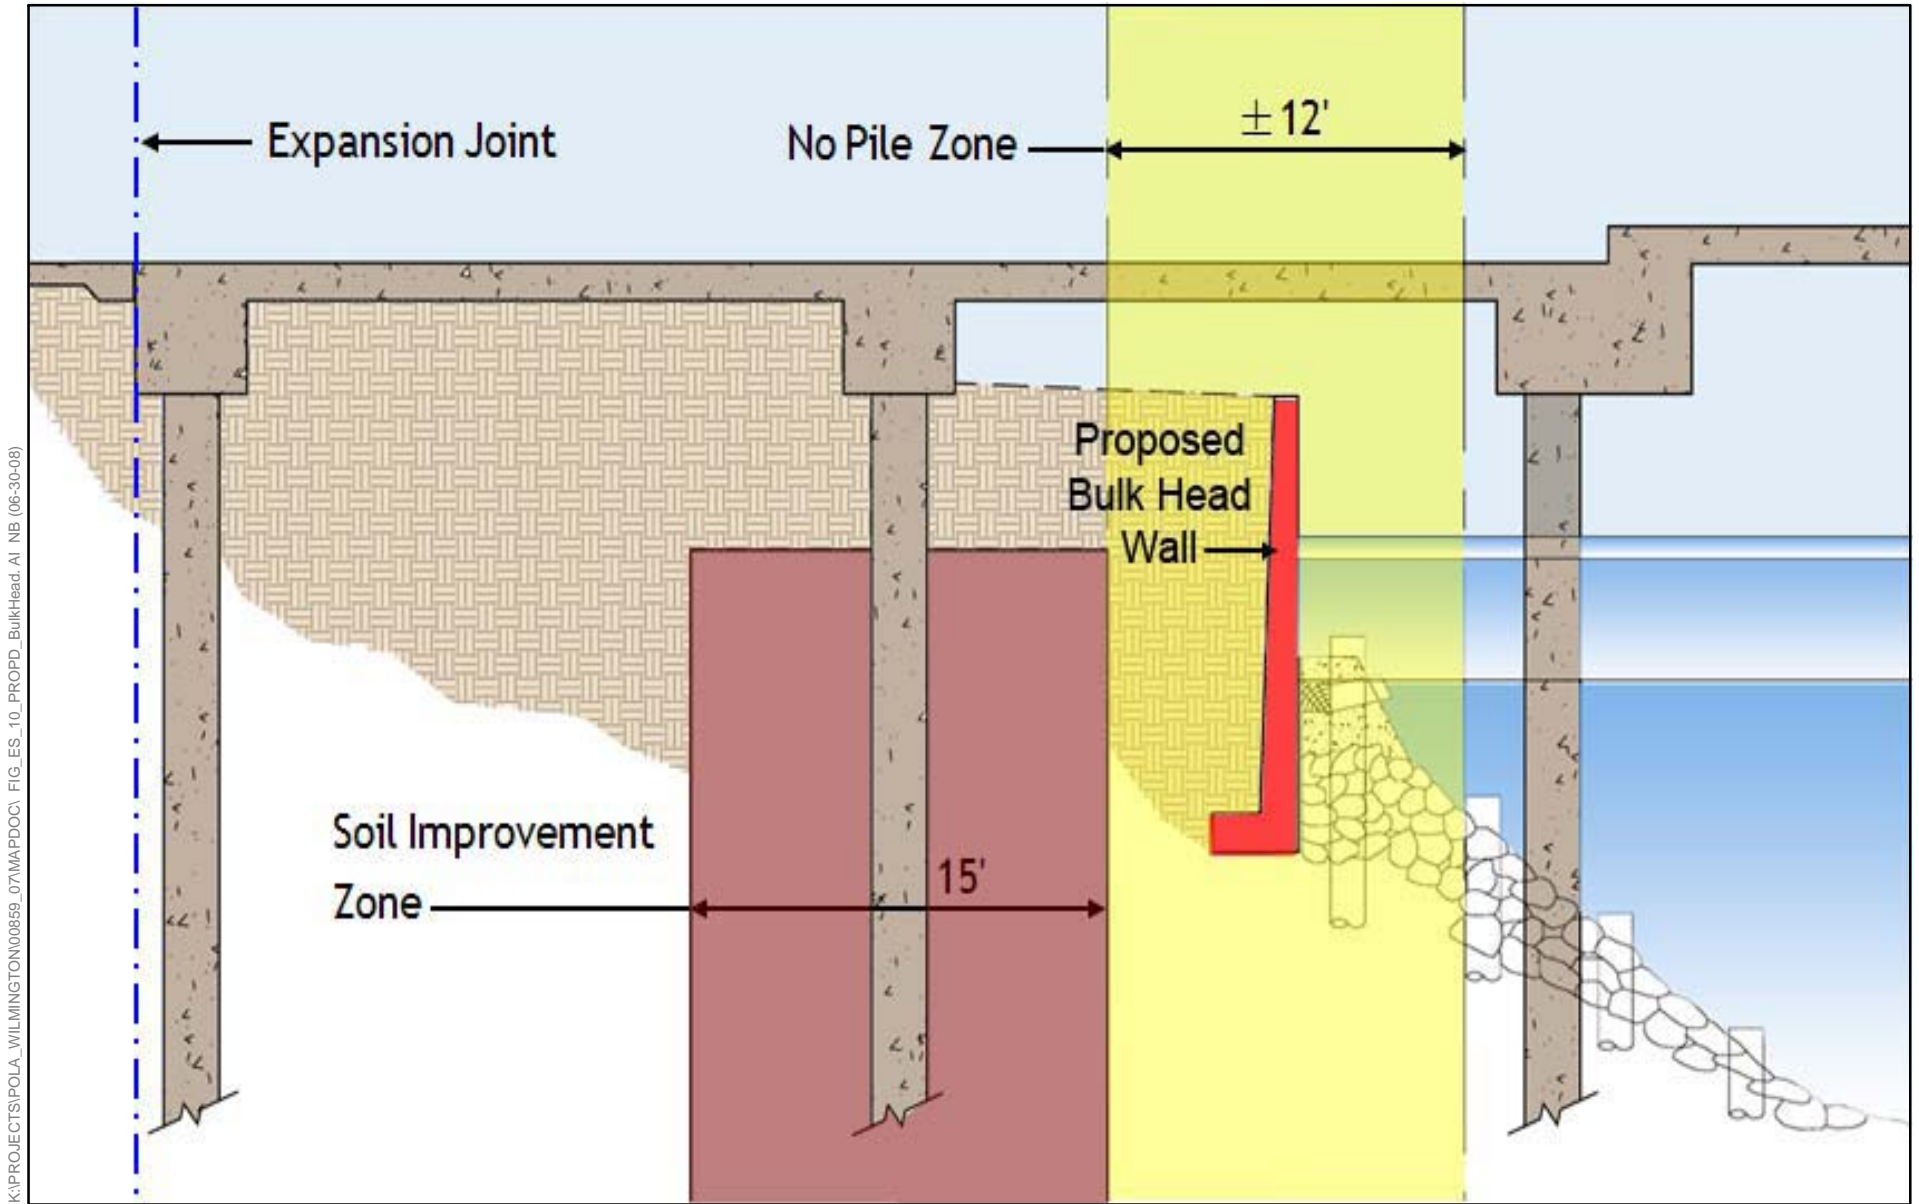 Expansion Joint
No Pile Zone
±12'
Proposed
Bulk Head
Wall
Soil Improvement
Zone
15'
K:\PROJECTS\POLA_WILMINGTON\00859_07\MAPDOC\ FIG_ES_10_PROPD_BulkHead. AI NB (06-30-08)